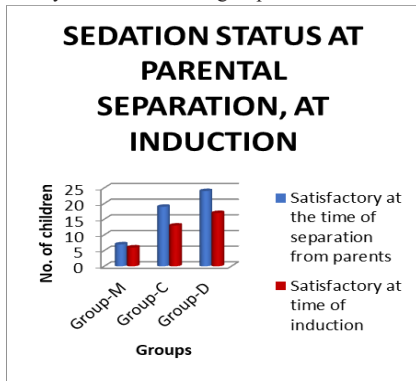 SEDATION STATUS AT
PARENTAL
SEPARATION, AT
INDUCTION
No. of children
25
20
15
10
5
0
Group-M
Group-C
Group-D
Groups
Satisfactory at
the time of
separation
from parents
Satisfactory at
time of
induction